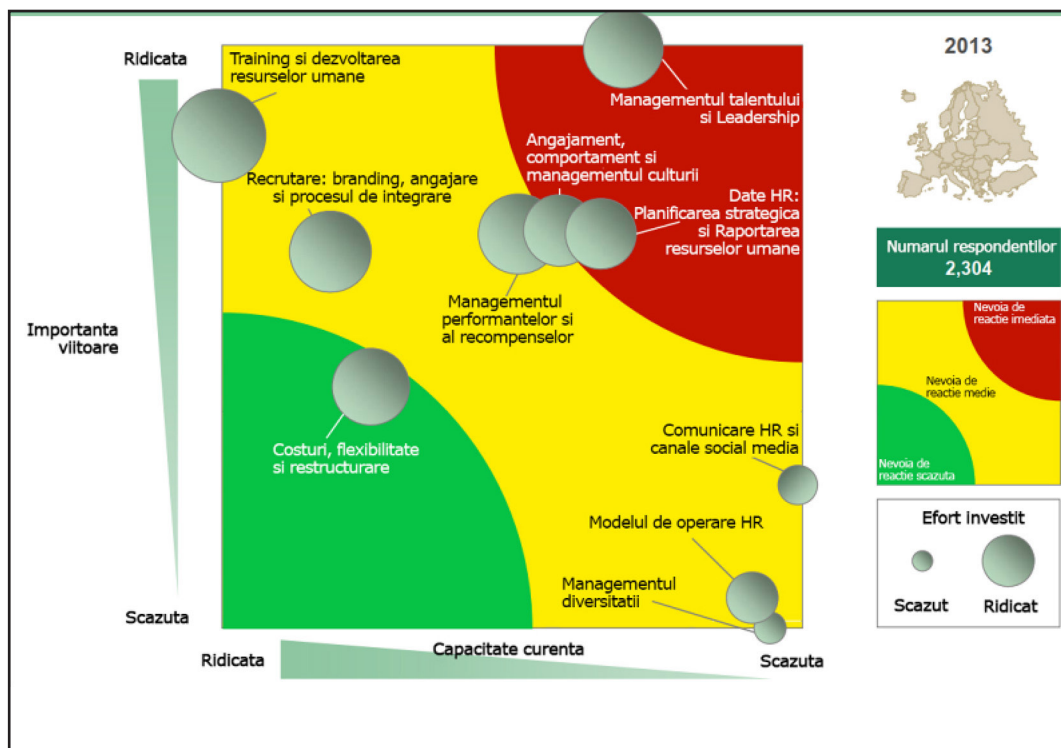 Ridicata
Training si dezvoltarea
resurselor umane
Managementul talentului
si Leadership
Angajament,
comportament si
managementul culturii
Recrutare: branding, angajare
si procesul de integrare
Date HR:
Planificarea strategica
si Raportarea
resurselor umane
Managementul
performantelor si
al recompenselor
Importanta
viitoare
Costuri, flexibilitate
si restructurare
Comunicare HR si
canale social media
Modelul de operare HR
Managementul
diversitatii
Scazuta
Ridicata
Capacitate curenta
Scazuta
2013
Numarul respondentilor
2,304
Nevoia de
reactie imediata
Nevoia de
reactie medie
Nevoia de
reactie scazuta
Efort investit
Scazut
Ridicat